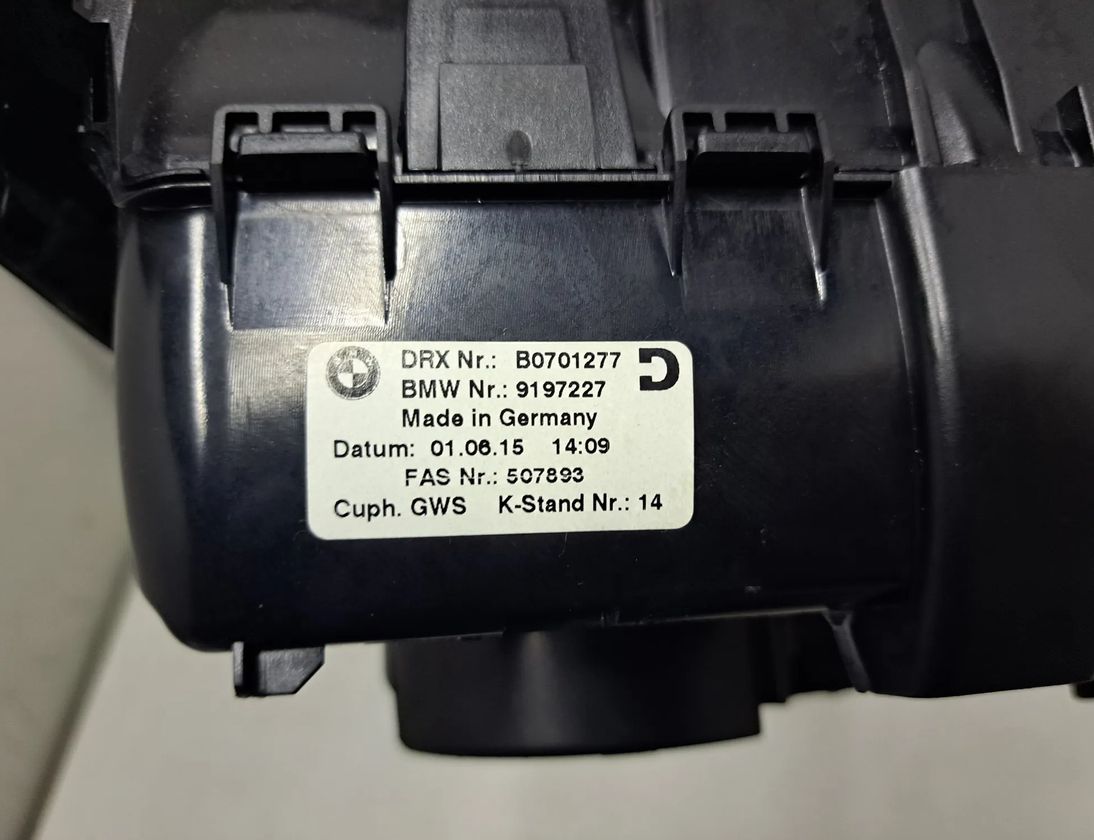 DRX Nr.: B0701277
BMW Nr.: 9197227
Made in Germany
Datum: 01.06.15 14:09
FAS Nr.: 507893
Cuph. GWS K-Stand Nr.: 14